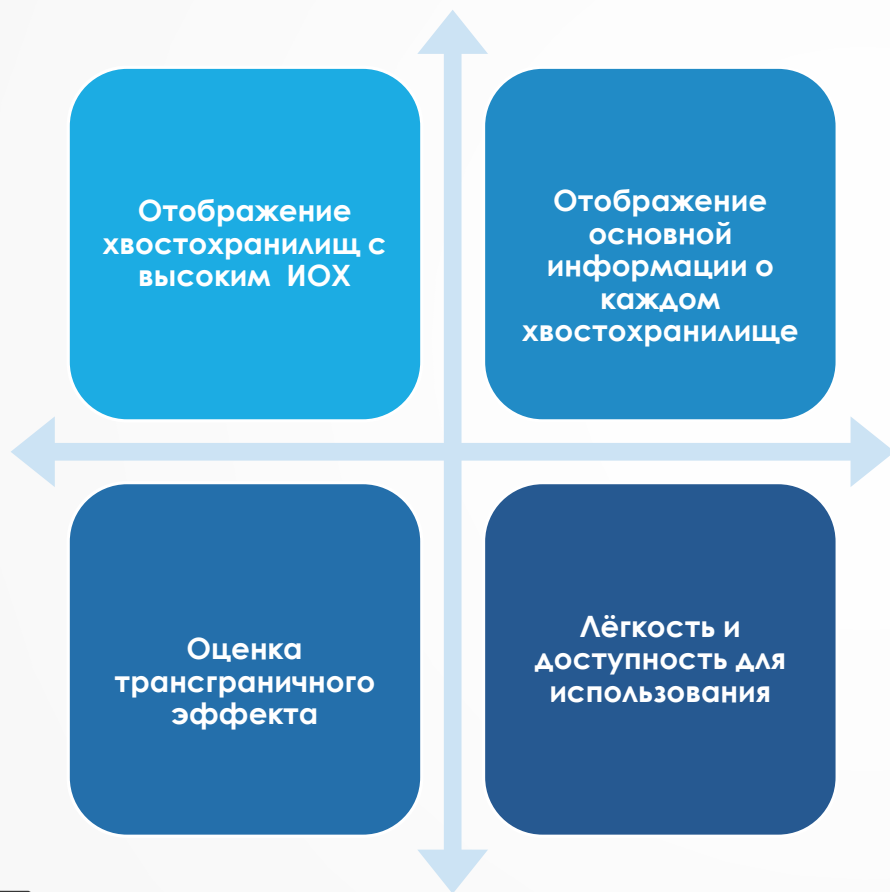 Отображение
хвостохранилищ с
высоким ИОХ
Отображение
основной
информации о
каждом
хвостохранилище
Оценка
трансграничного
эффекта
Лёгкость и
доступность для
использования